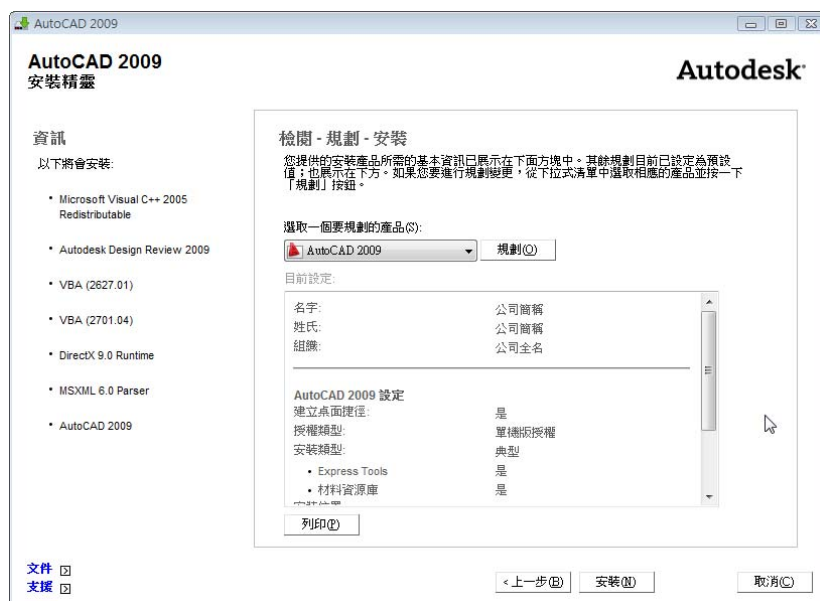 AutoCAD 2009
AutoCAD 2009
安裝精靈
Autodesk
資訊
以下將會安裝:
• Microsoft Visual C++ 2005
Redistributable
• Autodesk Design Review 2009
• VBA (2627.01)
• VBA (2701.04)
• DirectX 9.0 Runtime
• MSXML 6.0 Parser
• AutoCAD 2009
檢閱 - 規劃 - 安裝
您提供的安裝產品所需的基本資訊已展示在下面方塊中。其餘規劃目前已設定為預設
值；也展示在下方。如果您要進行規劃變更，從下拉式清單中選取相應的產品並按一下
「規劃」按鈕。
選取一個要規劃的產品(S):
AutoCAD 2009
規劃(O)
目前設定:
名字: 公司簡稱
姓氏: 公司簡稱
組織: 公司全名
AutoCAD 2009 設定
建立桌面捷徑: 是
授權類型: 單機版授權
安裝類型: 典型
• Express Tools 是
• 材料資源庫 是
列印(P)
文件
支援
<上一步(B)
安裝(N)
取消(C)